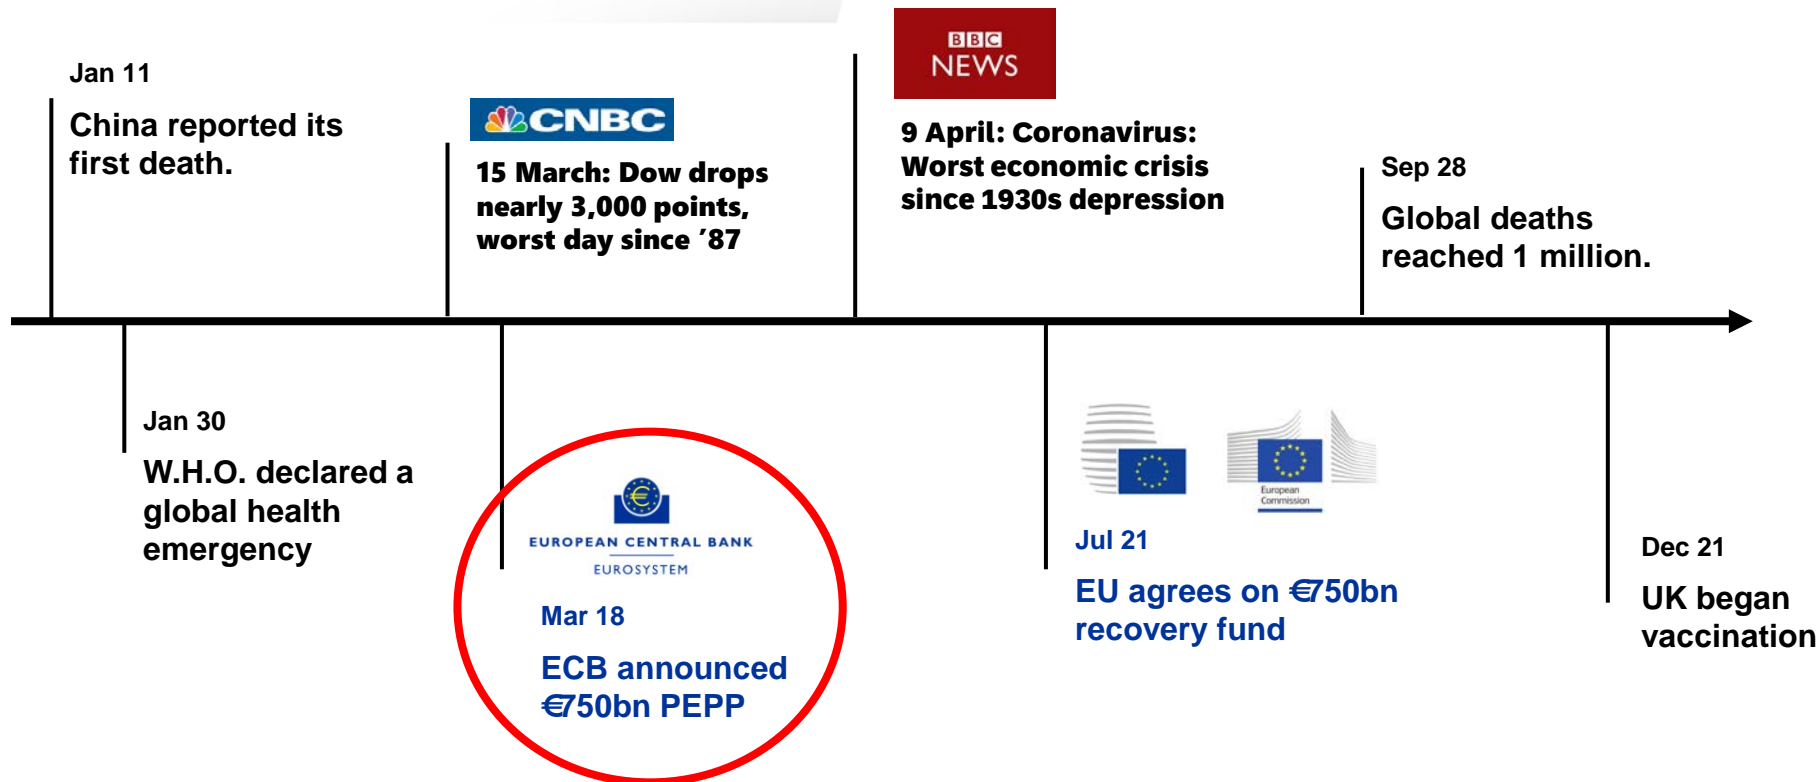 Jan 11
China reported its
first death.
CNBC
15 March: Dow drops
nearly 3,000 points,
worst day since ’87
BBC
NEWS
9 April: Coronavirus:
Worst economic crisis
since 1930s depression
Sep 28
Global deaths
reached 1 million.
Jan 30
W.H.O. declared a
global health
emergency
EUROPEAN CENTRAL BANK
EUROSYSTEM
Mar 18
ECB announced
€750bn PEPP
European
Commission
Jul 21
EU agrees on €750bn
recovery fund
Dec 21
UK began
vaccination